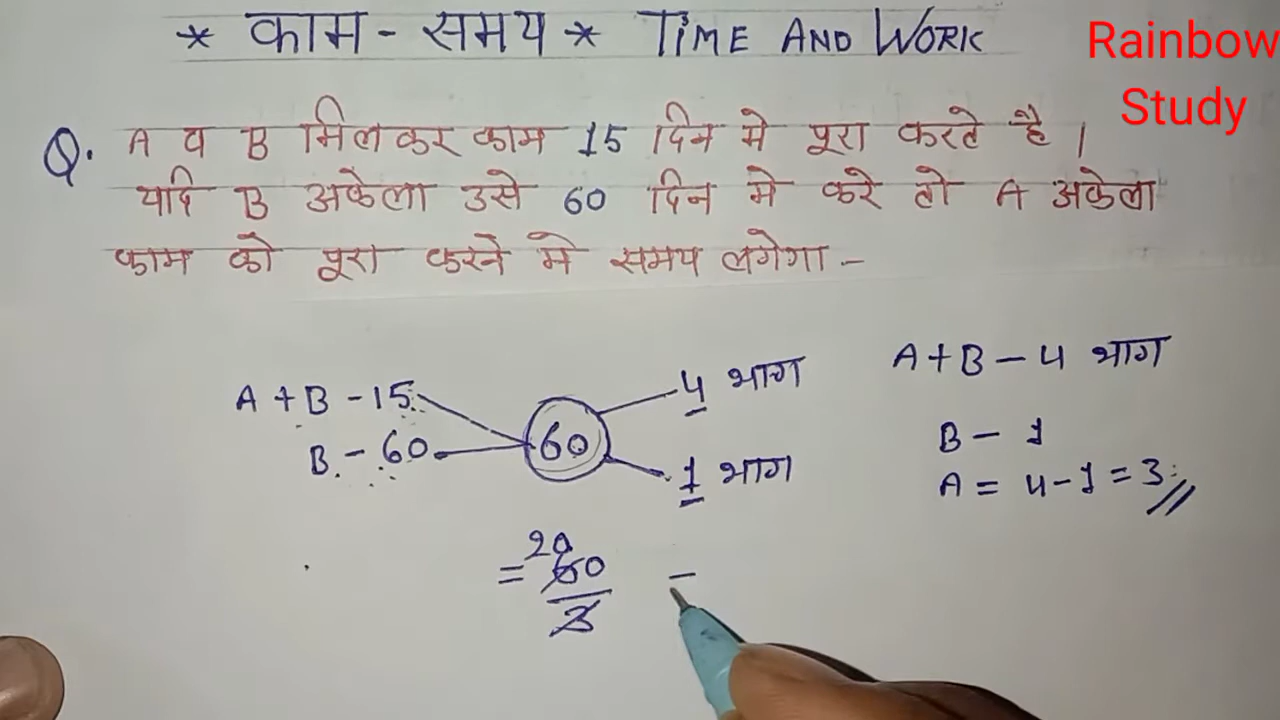 * काम - समय * TIME AND WORK
Rainbow
Study
Q. A व B मिलकर काम 15 दिन मे पूरा करते है ।
यदि B अकेला उसे 60 दिन मे करे तो A अकेला
काम को पूरा करने मे समय लगेगा -
A + B - 15
B - 60
60
4 भाग
1 भाग
A + B - 4 भाग
B - 1
A = 4 - 1 = 3
20
= 60 -
3